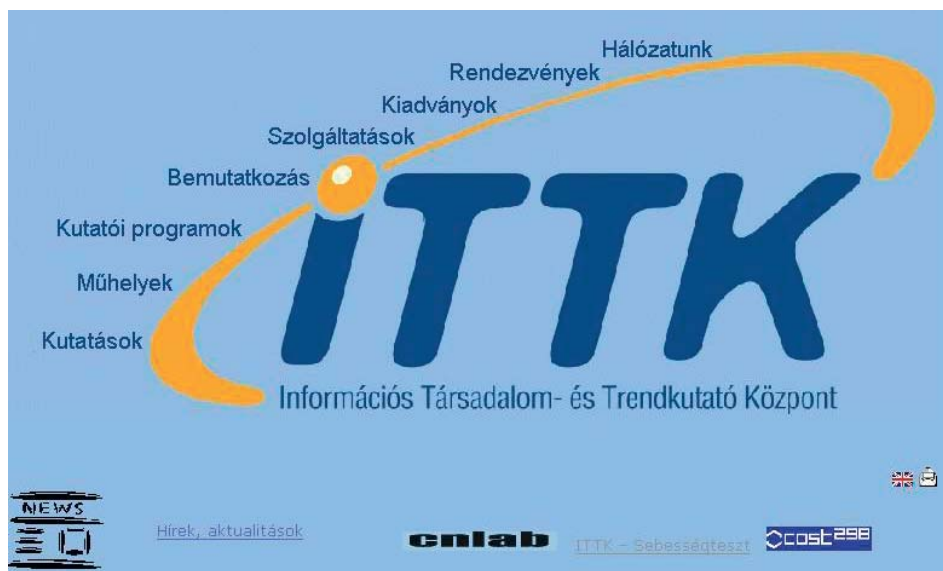 Hálózatunk
Rendezvények
Kiadványok
Szolgáltatások
Bemutatkozás
Kutatói programok
Műhelyek
Kutatások
iTTK
Információs Társadalom- és Trendkutató Központ
NEWS
Hírek, aktualitások
cnlab
ITTK - Sebességteszt
cost298